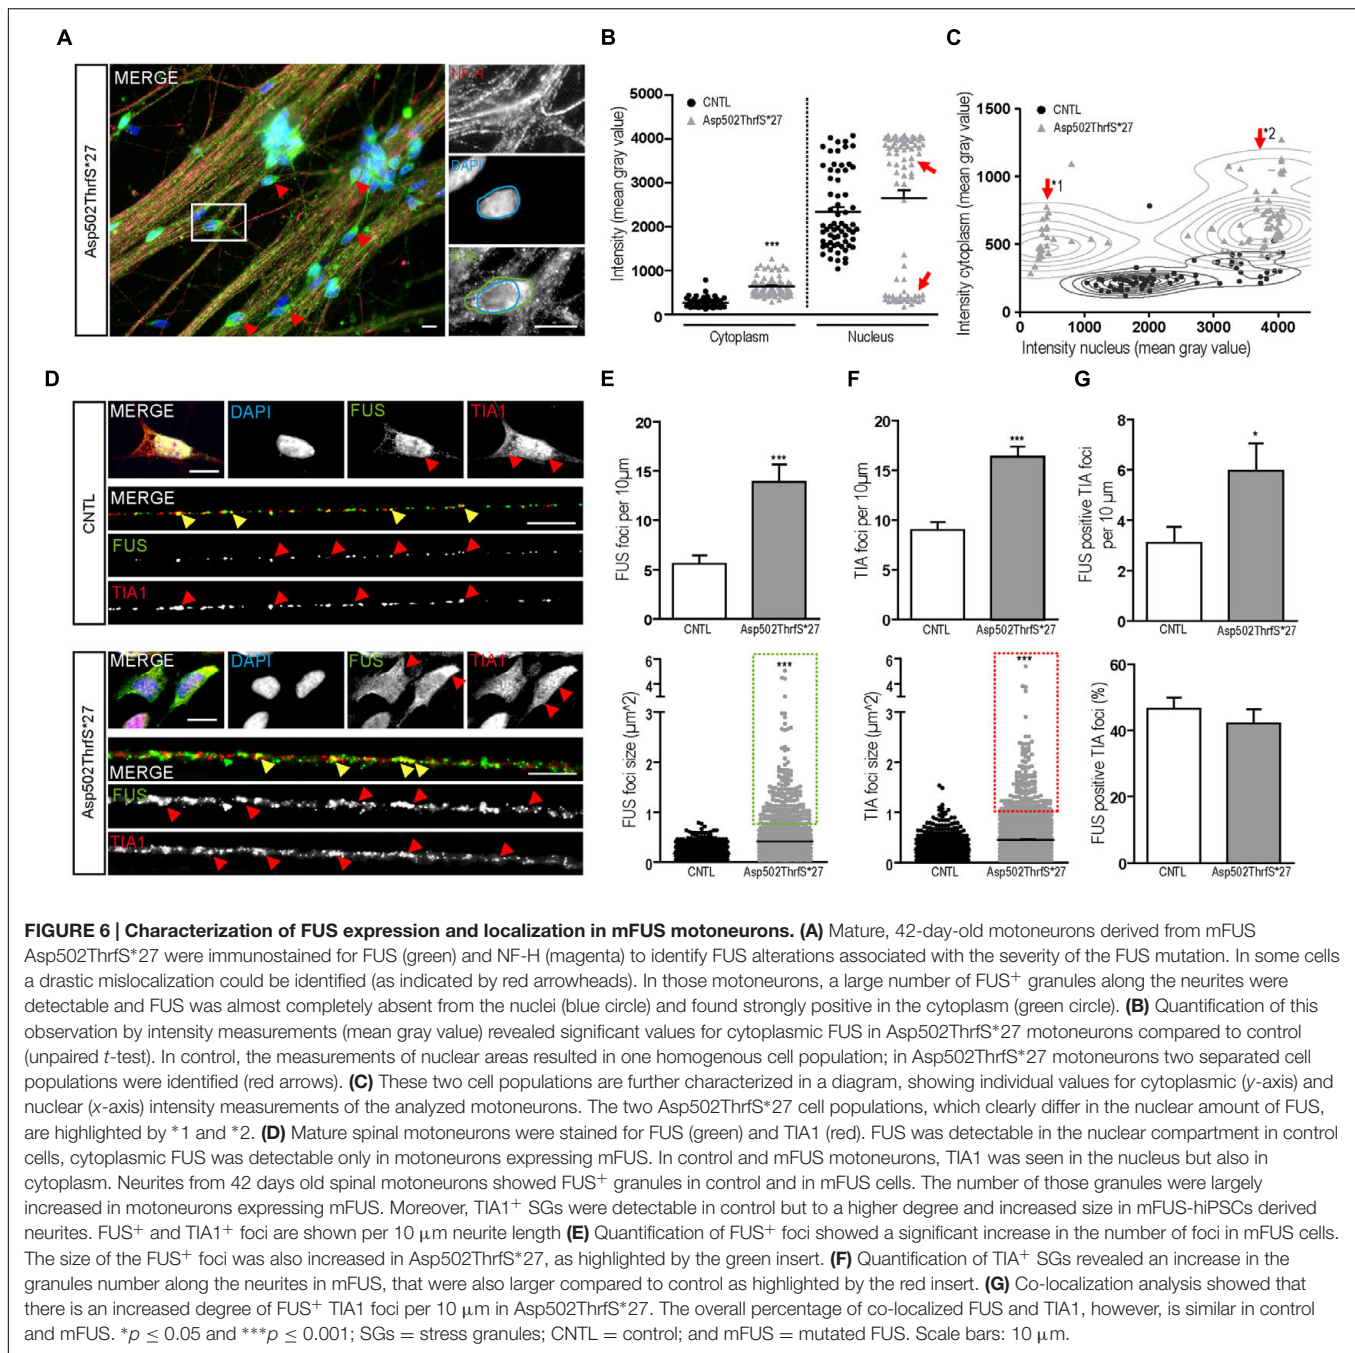 A
B
C
Asp502ThrfS*27
MERGE
NF-H
DAPI
FUS
Intensity (mean gray value)
5000
4000
3000
2000
1000
0
CNTL
Asp502ThrfS*27
***
Cytoplasm
Nucleus
Intensity cytoplasm (mean gray value)
1500
1000
500
0
CNTL
Asp502ThrfS*27
*1
*2
0
1000
2000
3000
4000
Intensity nucleus (mean gray value)
D
E
F
G
CNTL
MERGE
DAPI
FUS
TIA1
MERGE
FUS
TIA1
Asp502ThrfS*27
MERGE
DAPI
FUS
TIA1
MERGE
FUS
TIA1
FUS foci per 10µm
20
15
10
5
0
***
CNTL
Asp502ThrfS*27
FUS foci size (µm^2)
6
4
3
2
1
0
***
CNTL
Asp502ThrfS*27
TIA foci per 10µm
20
15
10
5
0
***
CNTL
Asp502ThrfS*27
TIA foci size (µm^2)
6
4
3
2
1
0
***
CNTL
Asp502ThrfS*27
FUS positive TIA foci
per 10 µm
8
6
4
2
0
*
CNTL
Asp502ThrfS*27
FUS positive TIA foci (%)
60
40
20
0
CNTL
Asp502ThrfS*27
FIGURE 6 | Characterization of FUS expression and localization in mFUS motoneurons. (A) Mature, 42-day-old motoneurons derived from mFUS
Asp502ThrfS*27 were immunostained for FUS (green) and NF-H (magenta) to identify FUS alterations associated with the severity of the FUS mutation. In some cells
a drastic mislocalization could be identified (as indicated by red arrowheads). In those motoneurons, a large number of FUS+ granules along the neurites were
detectable and FUS was almost completely absent from the nuclei (blue circle) and found strongly positive in the cytoplasm (green circle). (B) Quantification of this
observation by intensity measurements (mean gray value) revealed significant values for cytoplasmic FUS in Asp502ThrfS*27 motoneurons compared to control
(unpaired t-test). In control, the measurements of nuclear areas resulted in one homogenous cell population; in Asp502ThrfS*27 motoneurons two separated cell
populations were identified (red arrows). (C) These two cell populations are further characterized in a diagram, showing individual values for cytoplasmic (y-axis) and
nuclear (x-axis) intensity measurements of the analyzed motoneurons. The two Asp502ThrfS*27 cell populations, which clearly differ in the nuclear amount of FUS,
are highlighted by *1 and *2. (D) Mature spinal motoneurons were stained for FUS (green) and TIA1 (red). FUS was detectable in the nuclear compartment in control
cells, cytoplasmic FUS was detectable only in motoneurons expressing mFUS. In control and mFUS motoneurons, TIA1 was seen in the nucleus but also in
cytoplasm. Neurites from 42 days old spinal motoneurons showed FUS+ granules in control and in mFUS cells. The number of those granules were largely
increased in motoneurons expressing mFUS. Moreover, TIA1+ SGs were detectable in control but to a higher degree and increased size in mFUS-hiPSCs derived
neurites. FUS+ and TIA1+ foci are shown per 10 µm neurite length (E) Quantification of FUS+ foci showed a significant increase in the number of foci in mFUS cells.
The size of the FUS+ foci was also increased in Asp502ThrfS*27, as highlighted by the green insert. (F) Quantification of TIA+ SGs revealed an increase in the
granules number along the neurites in mFUS, that were also larger compared to control as highlighted by the red insert. (G) Co-localization analysis showed that
there is an increased degree of FUS+ TIA1 foci per 10 µm in Asp502ThrfS*27. The overall percentage of co-localized FUS and TIA1, however, is similar in control
and mFUS. *p ≤ 0.05 and ***p ≤ 0.001; SGs = stress granules; CNTL = control; and mFUS = mutated FUS. Scale bars: 10 µm.